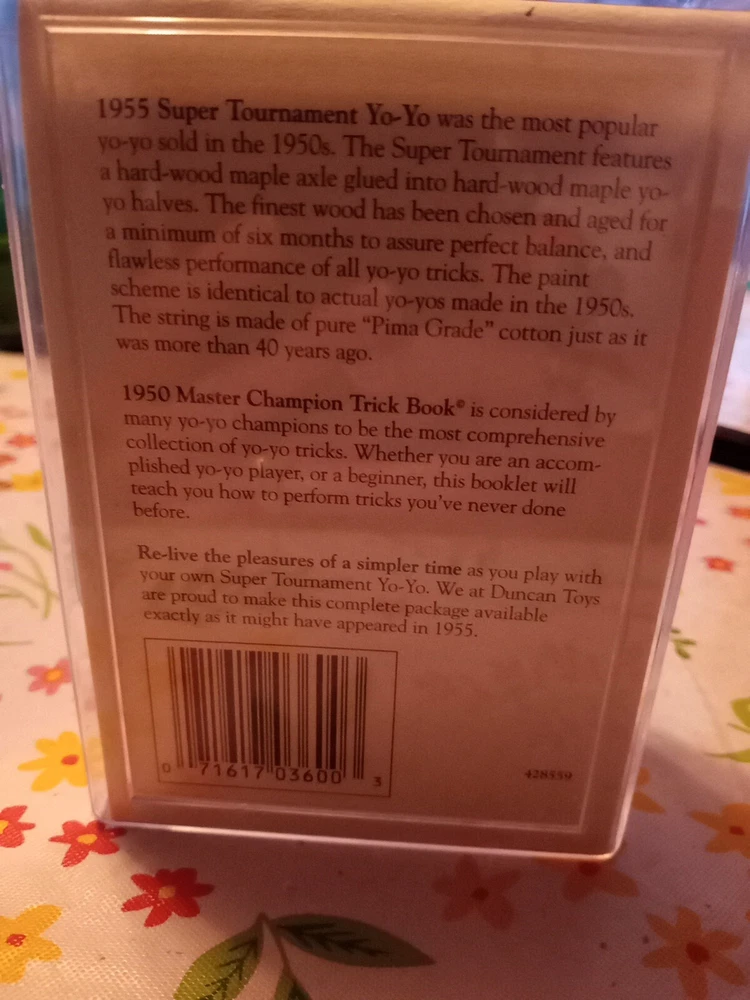 1955 Super Tournament Yo-Yo was the most popular
yo-yo sold in the 1950s. The Super Tournament features
a hard-wood maple axle glued into hard-wood maple yo-
yo halves. The finest wood has been chosen and aged for
a minimum of six months to assure perfect balance, and
flawless performance of all yo-yo tricks. The paint
scheme is identical to actual yo-yos made in the 1950s.
The string is made of pure “Pima Grade” cotton just as it
was more than 40 years ago.
1950 Master Champion Trick Book® is considered by
many yo-yo champions to be the most comprehensive
collection of yo-yo tricks. Whether you are an accom-
plished yo-yo player, or a beginner, this booklet will
teach you how to perform tricks you've never done
before.
Re-live the pleasures of a simpler time as you play with
your own Super Tournament Yo-Yo. We at Duncan Toys
are proud to make this complete package available
exactly as it might have appeared in 1955.
0 71617 03600 3
428559